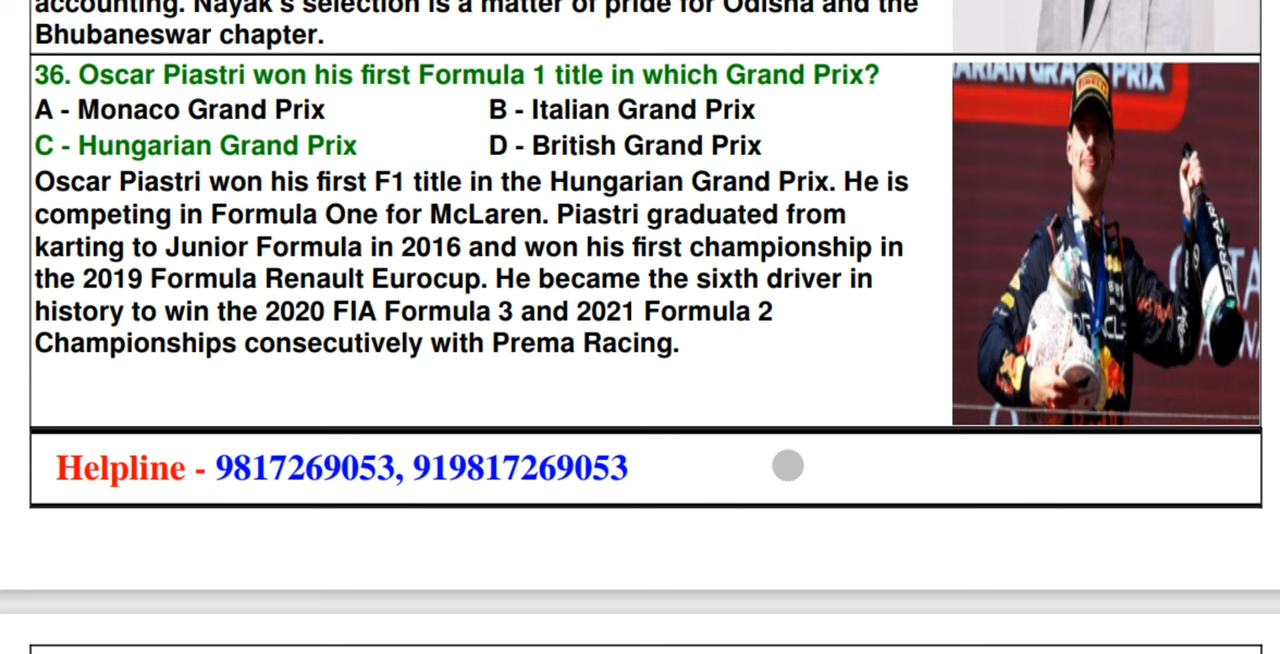 accounting. Nayak's selection is a matter of pride for Odisha and the
Bhubaneswar chapter.
36. Oscar Piastri won his first Formula 1 title in which Grand Prix?
A - Monaco Grand Prix
B - Italian Grand Prix
C - Hungarian Grand Prix
D - British Grand Prix
Oscar Piastri won his first F1 title in the Hungarian Grand Prix. He is
competing in Formula One for McLaren. Piastri graduated from
karting to Junior Formula in 2016 and won his first championship in
the 2019 Formula Renault Eurocup. He became the sixth driver in
history to win the 2020 FIA Formula 3 and 2021 Formula 2
Championships consecutively with Prema Racing.
ARIAN GRA PRIX
PIRELLI
FERRARI
Helpline - 9817269053, 919817269053